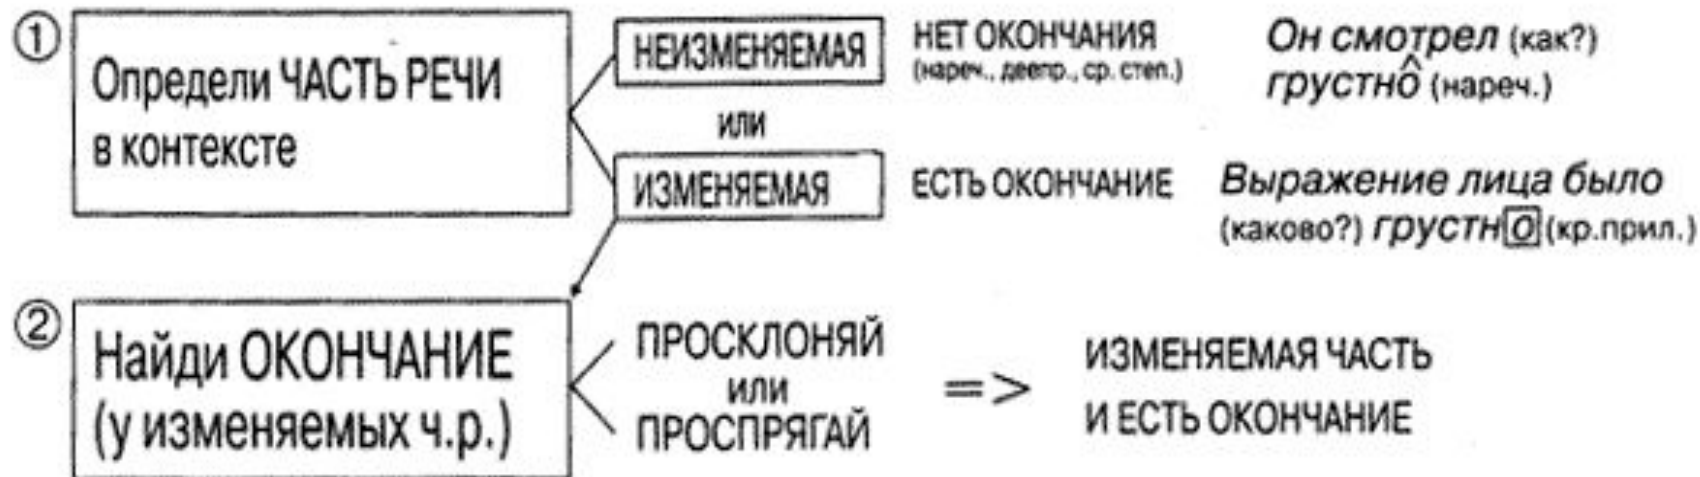 ①
Определи ЧАСТЬ РЕЧИ
в контексте
НЕИЗМЕНЯЕМАЯ
НЕТ ОКОНЧАНИЯ
(нареч., деепр., ср. степ.)
Он смотрел (как?)
грустно (нареч.)
или
ИЗМЕНЯЕМАЯ
ЕСТЬ ОКОНЧАНИЕ
Выражение лица было
(каково?) грустно (кр.прил.)
②
Найди ОКОНЧАНИЕ
(у изменяемых ч.р.)
ПРОСКЛОНЯЙ
ИЛИ
ПРОСПРЯГАЙ
=>
ИЗМЕНЯЕМАЯ ЧАСТЬ
И ЕСТЬ ОКОНЧАНИЕ